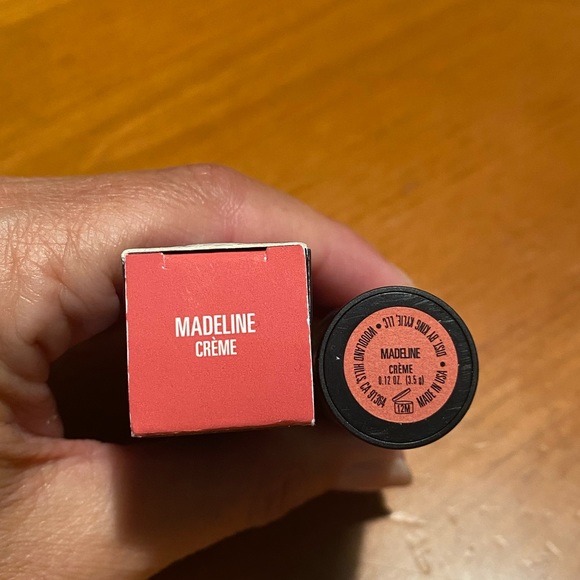 MADELINE
CRÈME
DIST. BY KING KYLIE, LLC
WOODLAND HILLS, CA 91364
MADELINE
CRÈME
0.12 OZ. (3.5 g)
12M
MADE IN USA